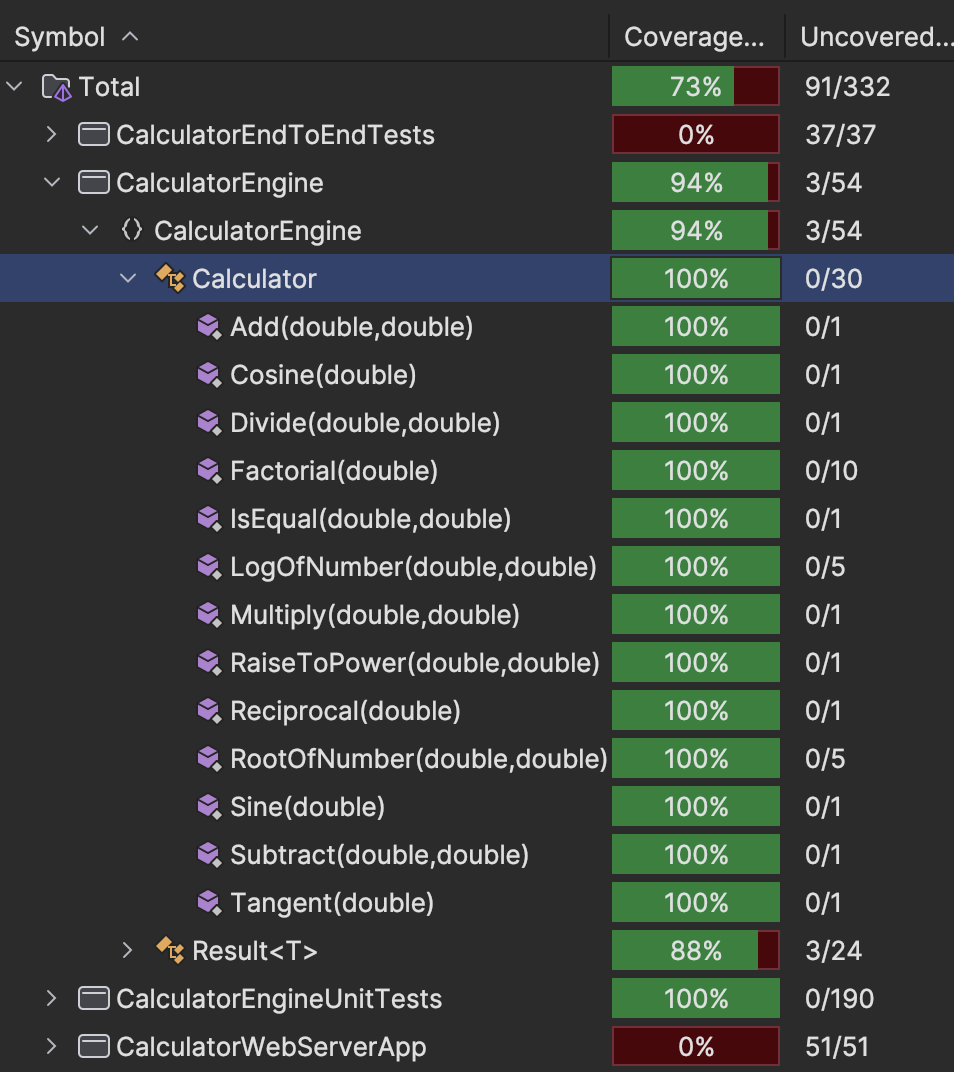 Symbol Coverage... Uncovered...
Total 73% 91/332
CalculatorEndToEndTests 0% 37/37
CalculatorEngine 94% 3/54
CalculatorEngine 94% 3/54
Calculator 100% 0/30
Add(double,double) 100% 0/1
Cosine(double) 100% 0/1
Divide(double,double) 100% 0/1
Factorial(double) 100% 0/10
IsEqual(double,double) 100% 0/1
LogOfNumber(double,double) 100% 0/5
Multiply(double,double) 100% 0/1
RaiseToPower(double,double) 100% 0/1
Reciprocal(double) 100% 0/1
RootOfNumber(double,double) 100% 0/5
Sine(double) 100% 0/1
Subtract(double,double) 100% 0/1
Tangent(double) 100% 0/1
Result<T> 88% 3/24
CalculatorEngineUnitTests 100% 0/190
CalculatorWebServerApp 0% 51/51